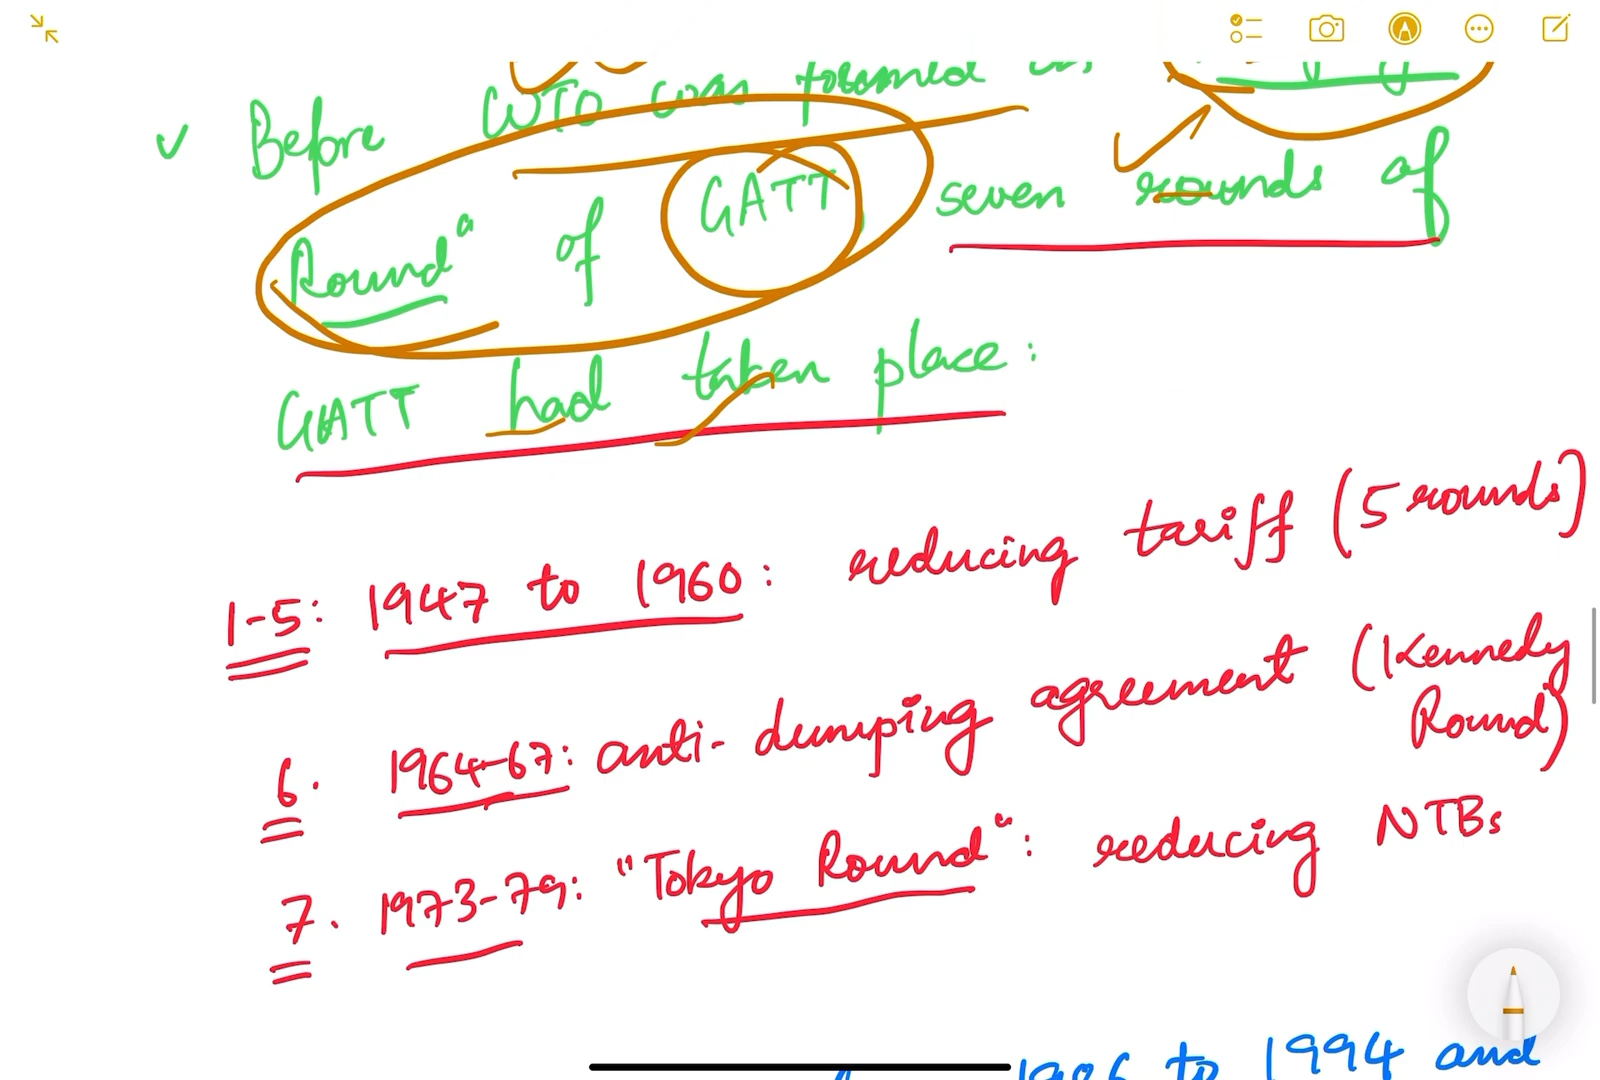 ✓ Before WTO was formed in
Round" of GATT, seven rounds of
GATT had taken place:
1-5: 1947 to 1960: reducing tariff (5 rounds)
6. 1964-67: anti-dumping agreement (Kennedy
Round)
7. 1973-79: "Tokyo Round": reducing NTBs
to 1994 and